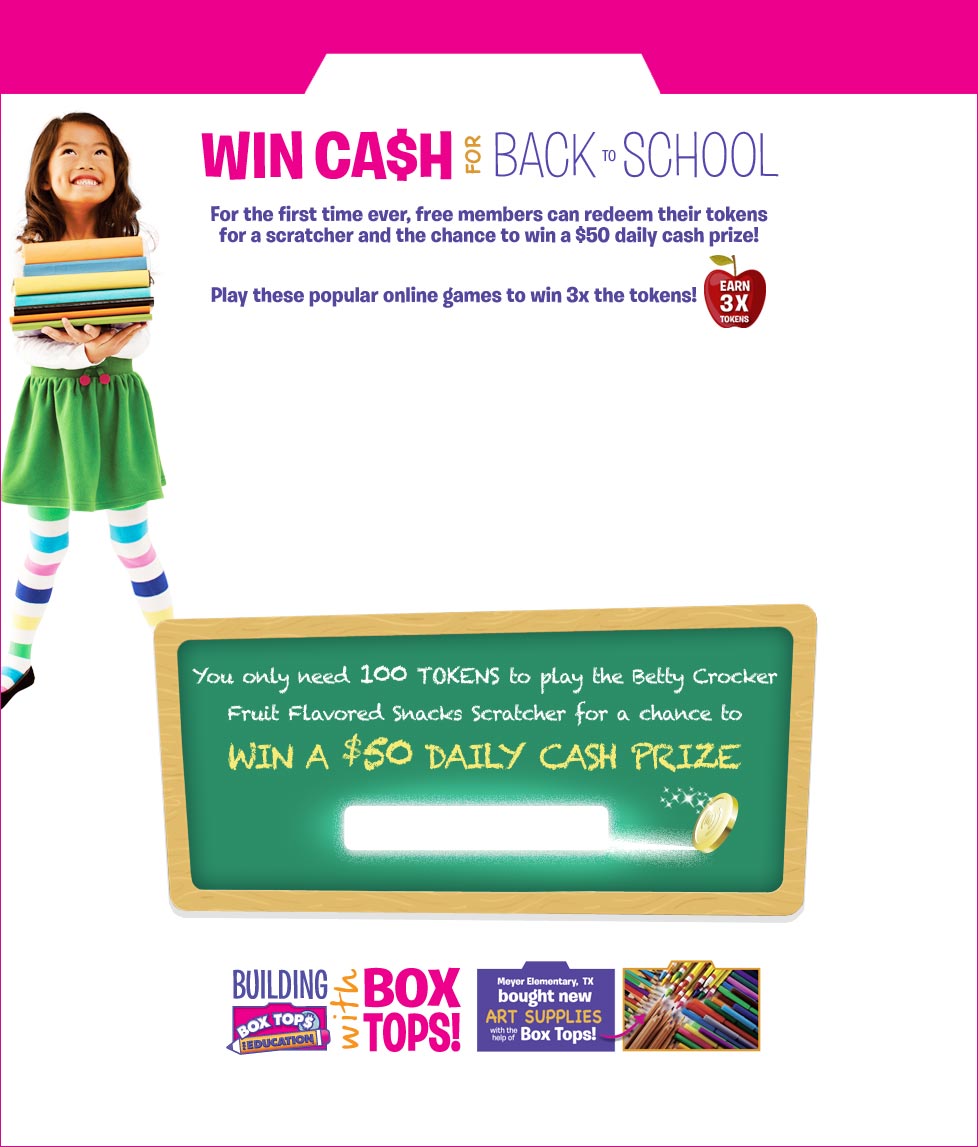 WIN CA$H FOR BACK TO SCHOOL
For the first time ever, free members can redeem their tokens
for a scratcher and the chance to win a $50 daily cash prize!
Play these popular online games to win 3x the tokens!
EARN
3X
TOKENS
You only need 100 TOKENS to play the Betty Crocker
Fruit Flavored Snacks Scratcher for a chance to
WIN A $50 DAILY CASH PRIZE
BUILDING
BOX TOP$
FOR EDUCATION
with
BOX
TOPS!
Meyer Elementary, TX
bought new
ART SUPPLIES
with the
help of Box Tops!